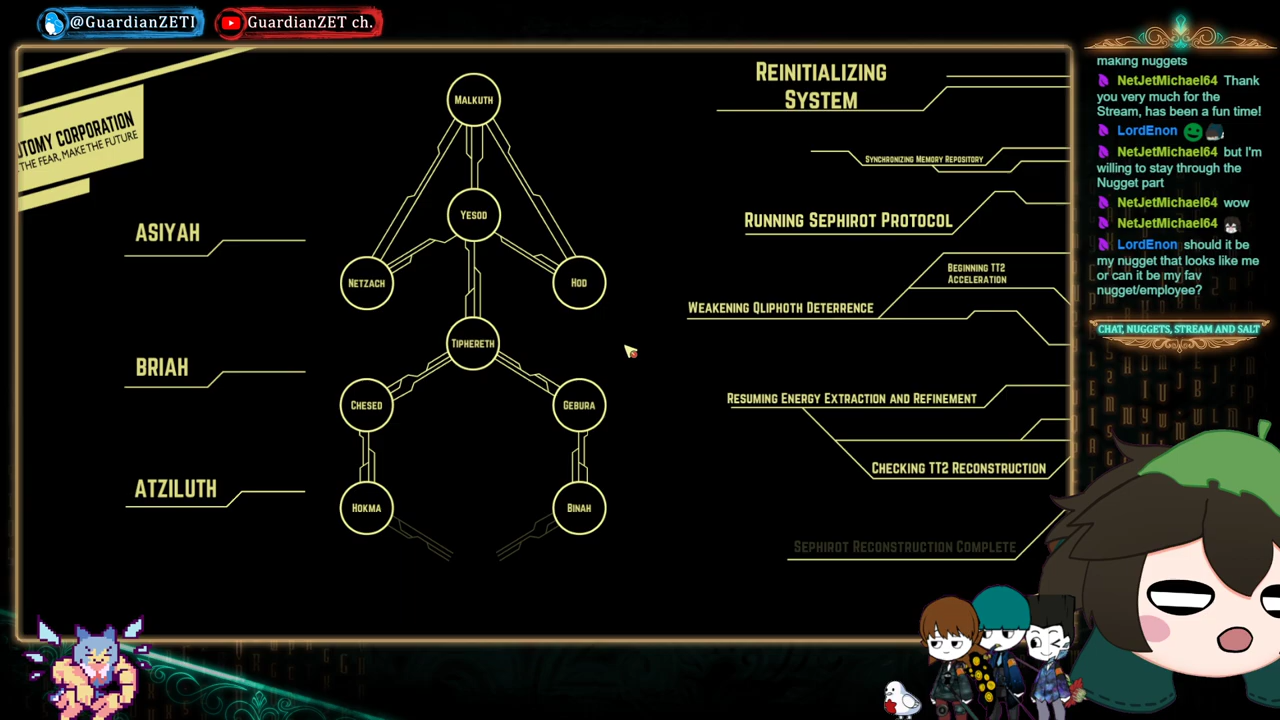 @GuardianZETI
GuardianZET ch.
OTOMY CORPORATION
THE FEAR, MAKE THE FUTURE
ASIYAH
BRIAH
ATZILUTH
MALKUTH
YESOD
NETZACH
HOD
TIPHERETH
CHESED
GEBURA
HOKMA
BINAH
REINITIALIZING
SYSTEM
SYNCHRONIZING MEMORY REPOSITORY
RUNNING SEPHIROT PROTOCOL
BEGINNING TT2
ACCELERATION
WEAKENING QLIPHOTH DETERRENCE
RESUMING ENERGY EXTRACTION AND REFINEMENT
CHECKING TT2 RECONSTRUCTION
SEPHIROT RECONSTRUCTION COMPLETE
making nuggets
NetJetMichael64 Thank
you very much for the
Stream, has been a fun time!
LordEnon
NetJetMichael64 but I'm
willing to stay through the
Nugget part
NetJetMichael64 wow
NetJetMichael64
LordEnon should it be
my nugget that looks like me
or can it be my fav
nugget/employee?
CHAT, NUGGETS, STREAM AND SALT